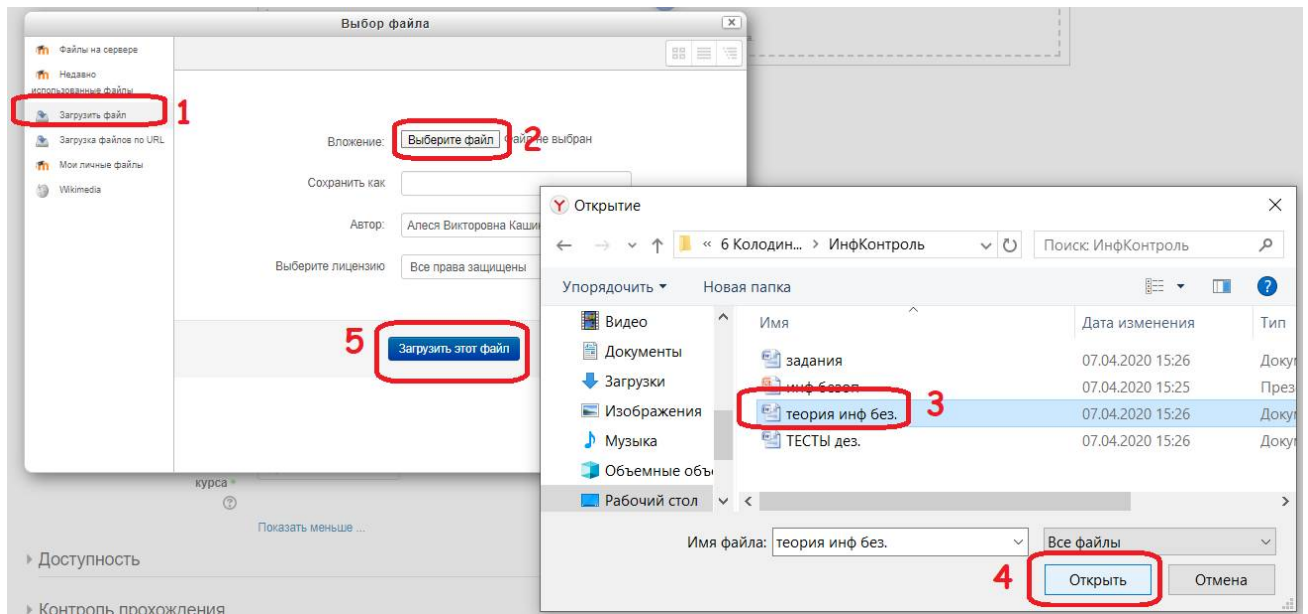 Выбор файла
Файлы на сервере
Недавно
использованные файлы
Загрузить файл
1
Загрузка файлов по URL
Мои личные файлы
Wikimedia
Вложение:
Выберите файл
2
Файл не выбран
Сохранить как
Автор:
Алеся Викторовна
Выберите лицензию
Все права защищены
5
Загрузить этот файл
курса *
Показать меньше ...
Доступность
Контроль прохождения
Y Открытие
« 6 Колодин... > ИнфКонтроль
Поиск: ИнфКонтроль
Упорядочить
Новая папка
?
Видео
Документы
Загрузки
Изображения
Музыка
Объемные объ
Рабочий стол
Имя
Дата изменения
Тип
задания
07.04.2020 15:26
Доку
инф безоп
07.04.2020 15:25
През
теория инф без.
3
07.04.2020 15:26
Доку
ТЕСТЫ дез.
07.04.2020 15:26
Доку
Имя файла:
теория инф без.
Все файлы
4
Открыть
Отмена